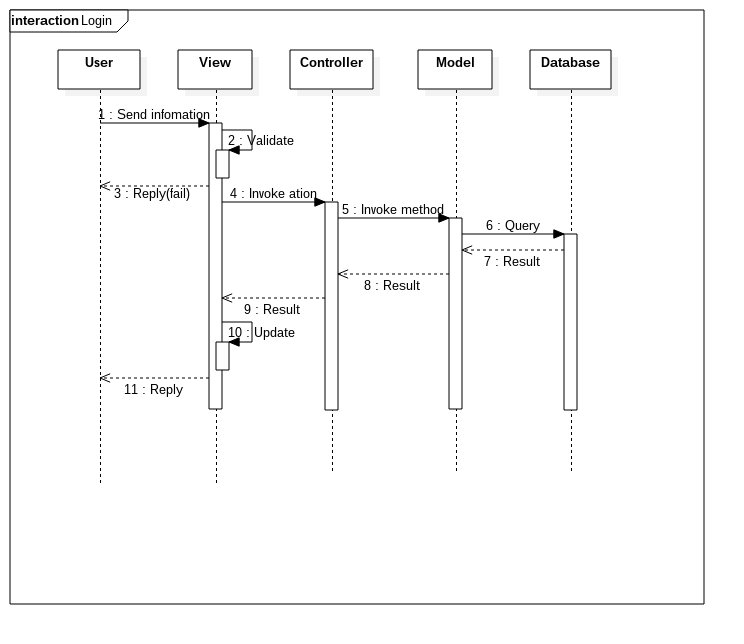 interaction Login
User View Controller Model Database
1 : Send infomation
2 : Validate
3 : Reply(fail)
4 : Invoke ation
5 : Invoke method
6 : Query
7 : Result
8 : Result
9 : Result
10 : Update
11 : Reply